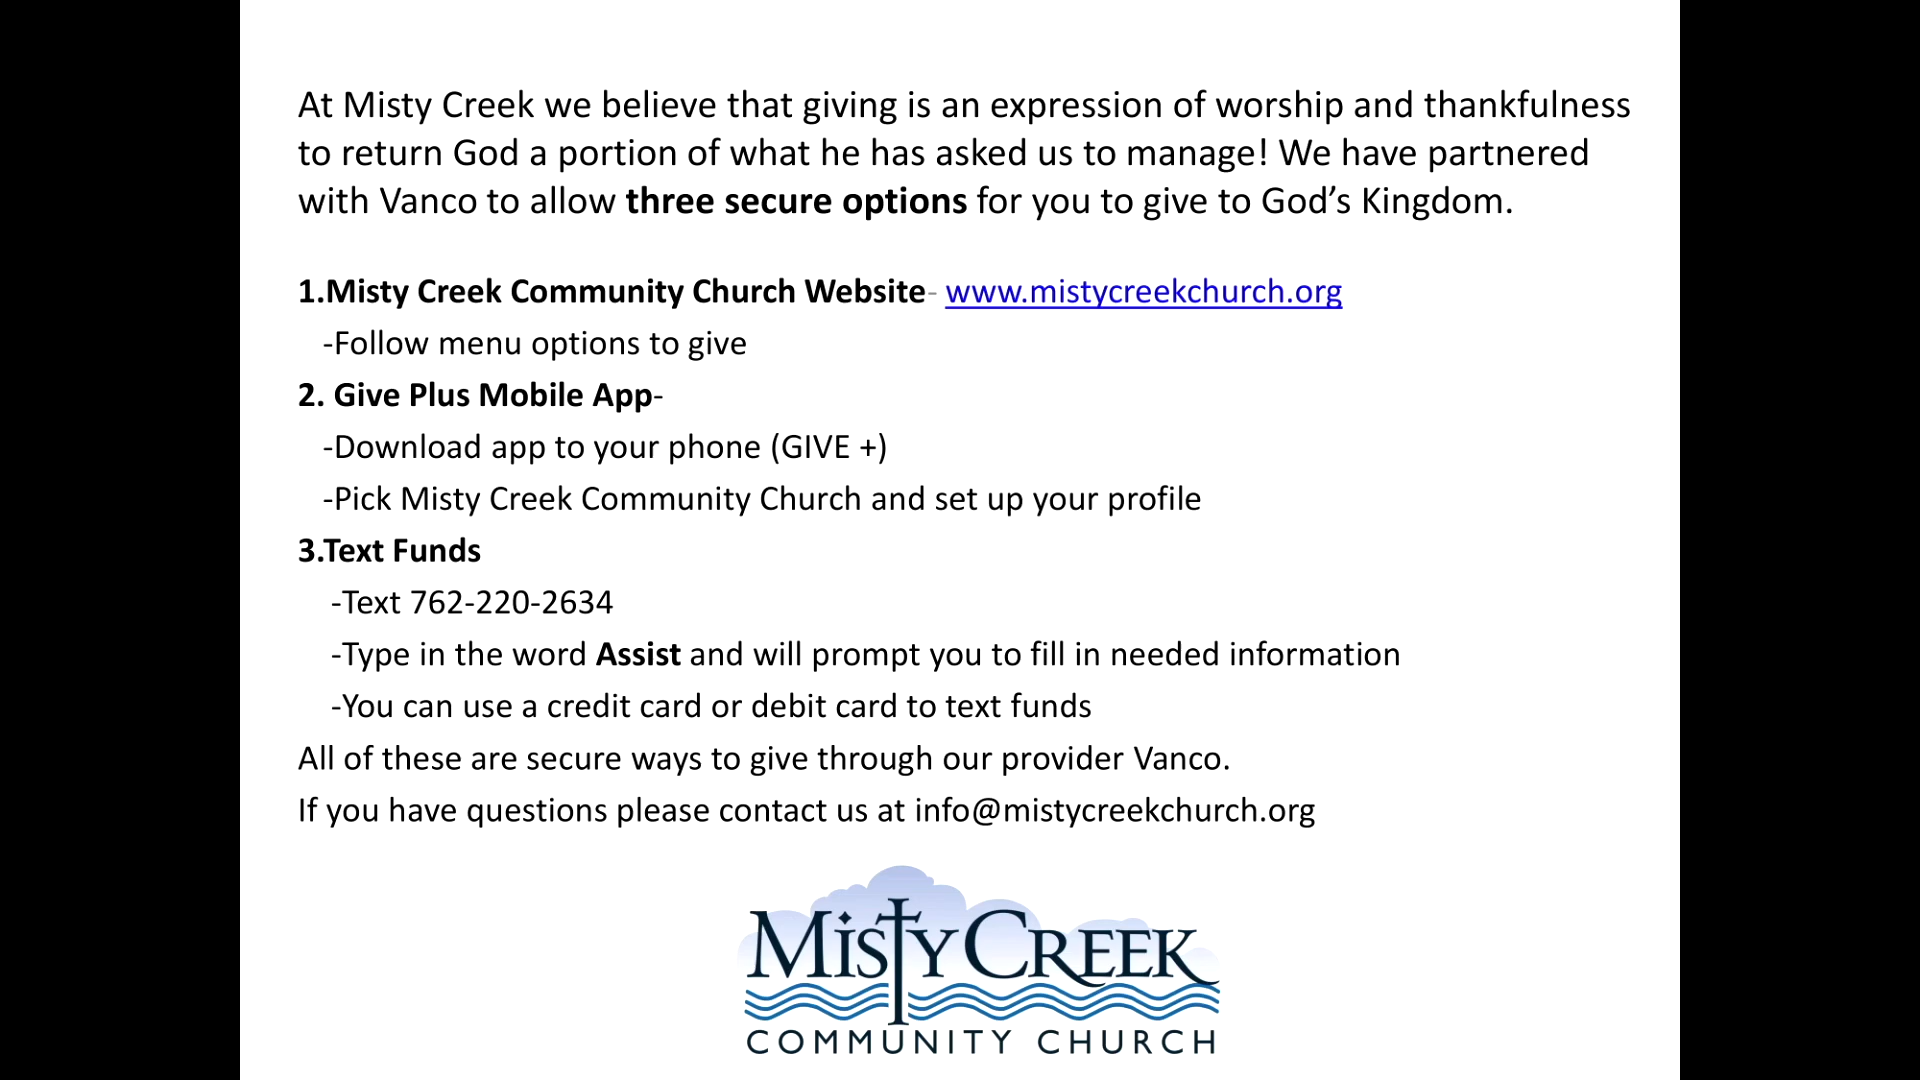 At Misty Creek we believe that giving is an expression of worship and thankfulness
to return God a portion of what he has asked us to manage! We have partnered
with Vanco to allow three secure options for you to give to God’s Kingdom.
1.Misty Creek Community Church Website- www.mistycreekchurch.org
-Follow menu options to give
2. Give Plus Mobile App-
-Download app to your phone (GIVE +)
-Pick Misty Creek Community Church and set up your profile
3.Text Funds
-Text 762-220-2634
-Type in the word Assist and will prompt you to fill in needed information
-You can use a credit card or debit card to text funds
All of these are secure ways to give through our provider Vanco.
If you have questions please contact us at info@mistycreekchurch.org
MISTY CREEK
COMMUNITY CHURCH